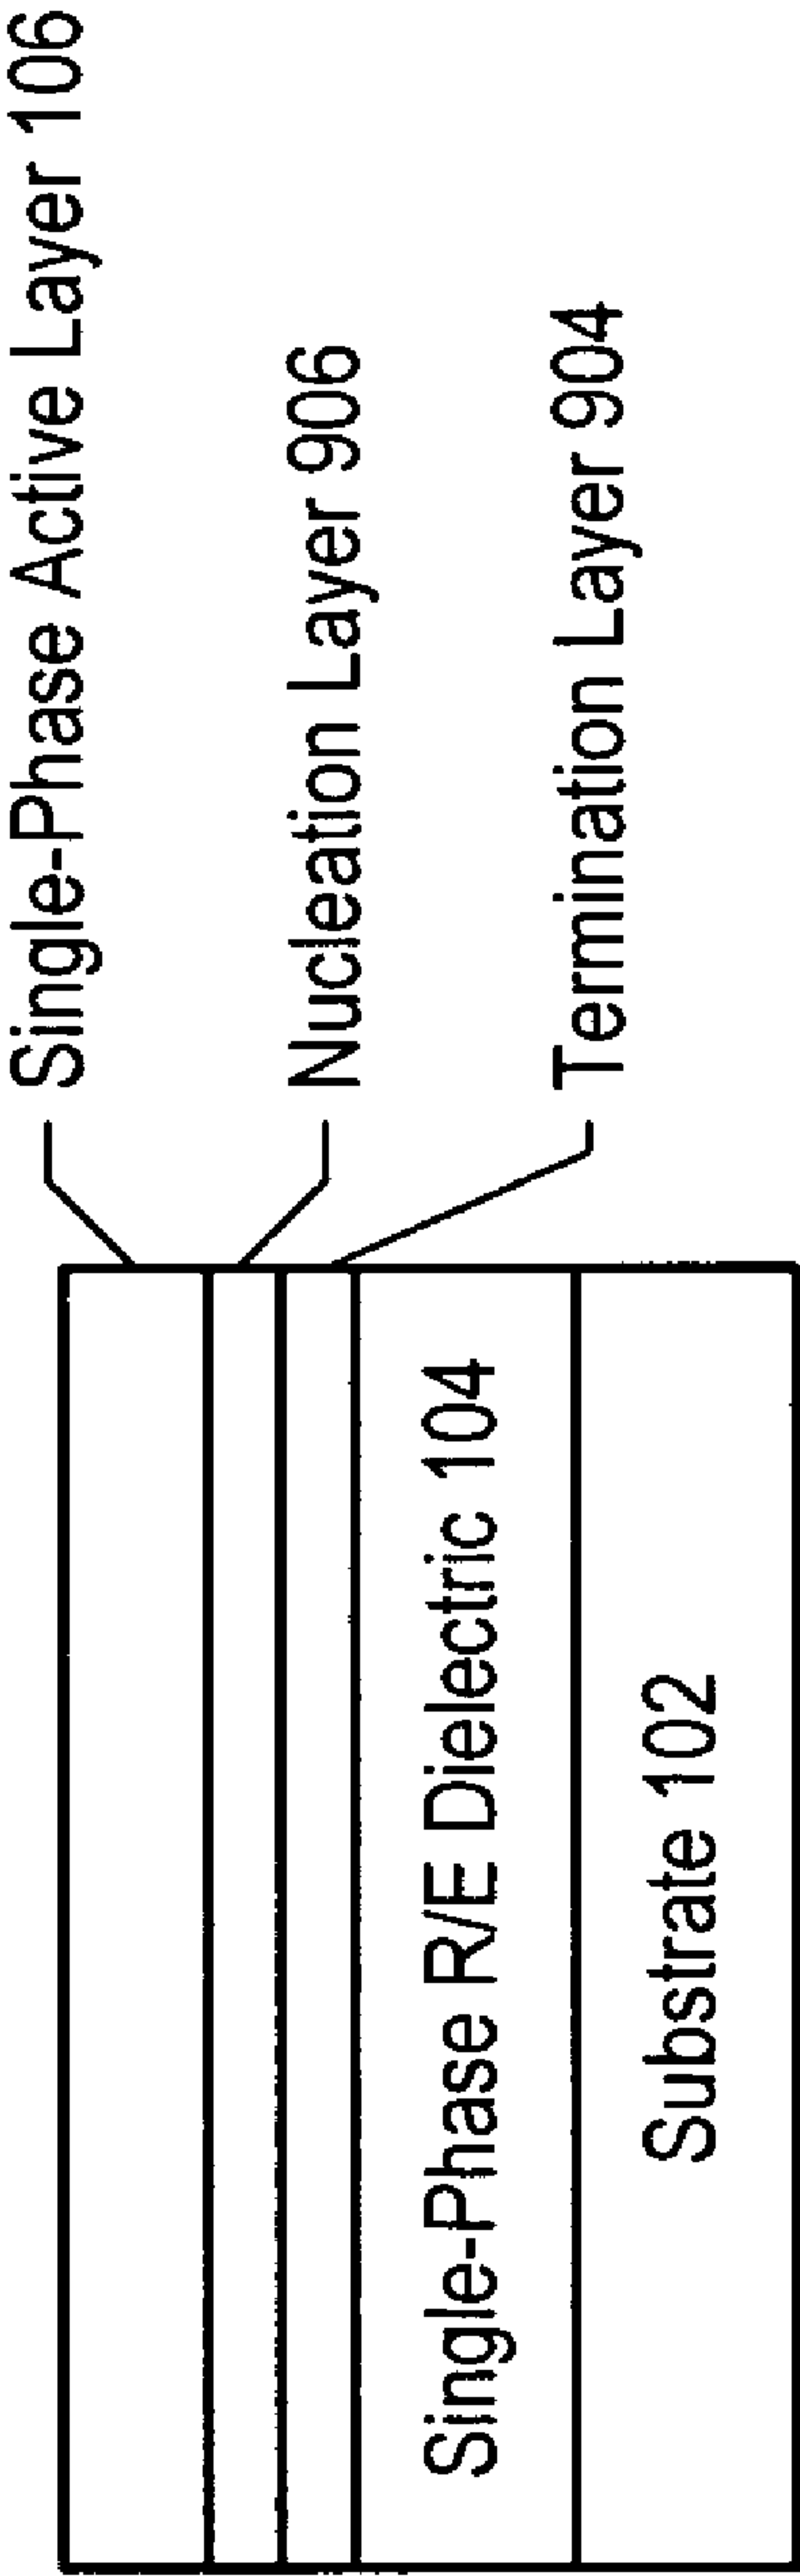 Single-Phase Active Layer 106
Nucleation Layer 906
Termination Layer 904
Single-Phase R/E Dielectric 104
Substrate 102